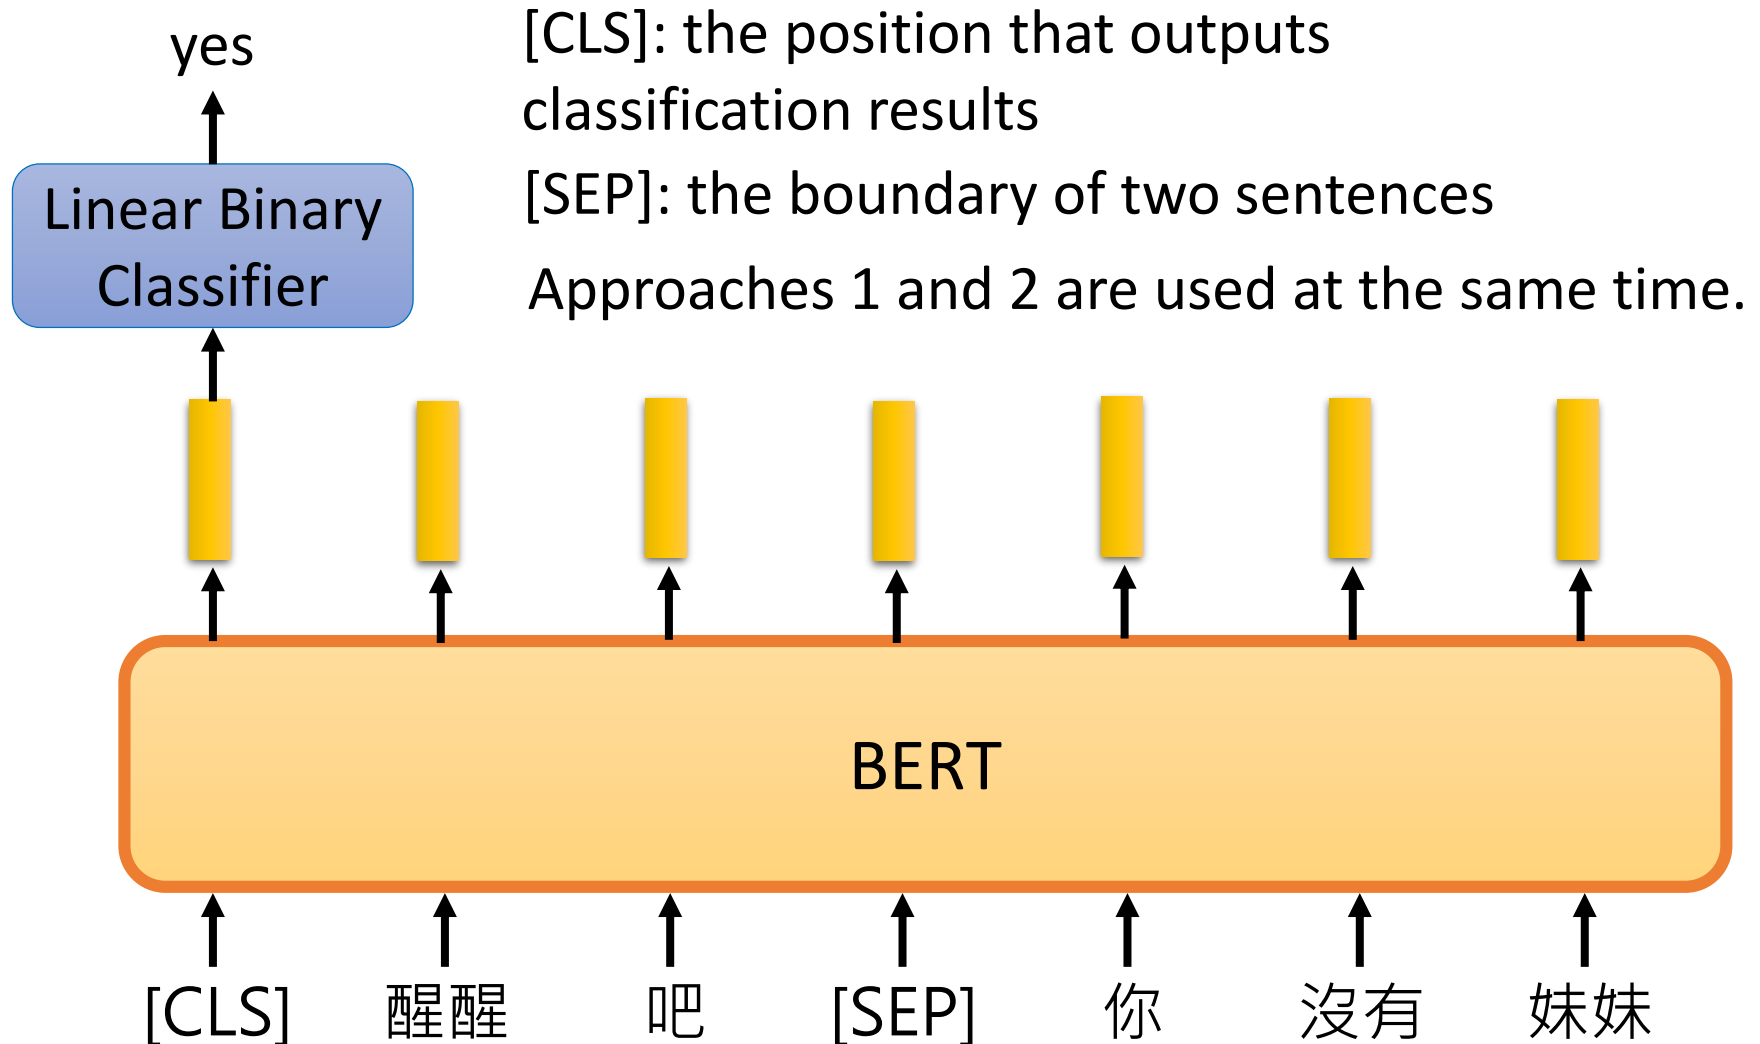 yes
[CLS]: the position that outputs
classification results
[SEP]: the boundary of two sentences
Approaches 1 and 2 are used at the same time.
Linear Binary
Classifier
BERT
[CLS] 醒醒 吧 [SEP] 你 沒有 妹妹